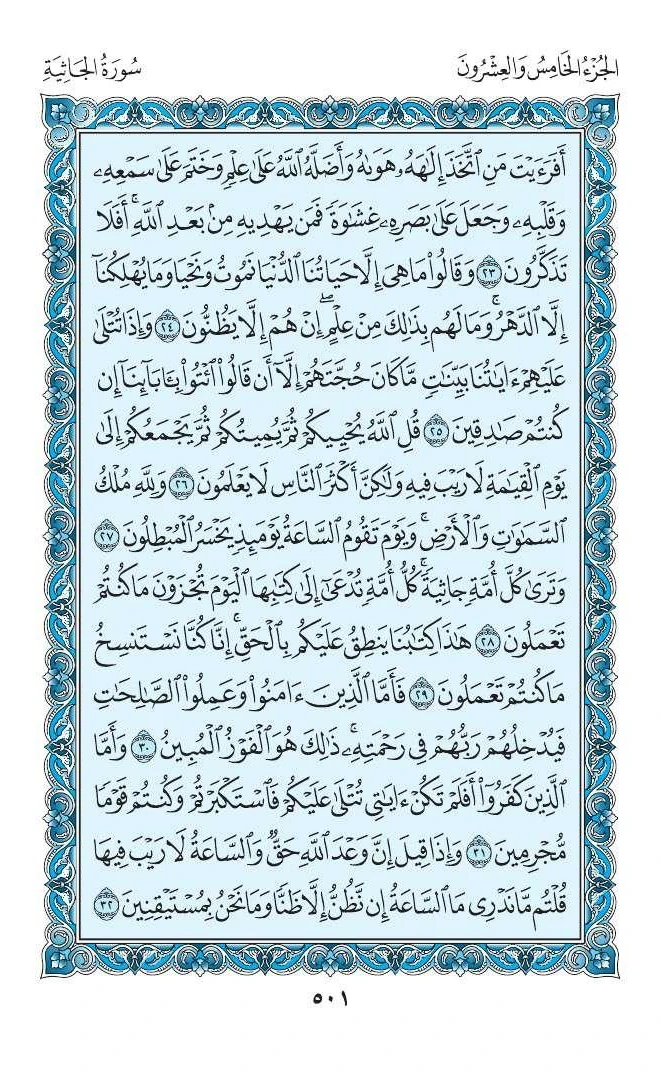 الجُزْءُ الخَامِسُ وَالعِشْرُونَ
سُورَةُ الجَاثِيَةِ
أَفَرَءَيْتَ مَنِ ٱتَّخَذَ إِلَٰهَهُۥ هَوَىٰهُ وَأَضَلَّهُ ٱللَّهُ عَلَىٰ عِلْمٍ وَخَتَمَ عَلَىٰ سَمْعِهِۦ
وَقَلْبِهِۦ وَجَعَلَ عَلَىٰ بَصَرِهِۦ غِشَٰوَةً فَمَن يَهْدِيهِ مِنۢ بَعْدِ ٱللَّهِۚ أَفَلَا
تَذَكَّرُونَ ٢٣ وَقَالُوا۟ مَا هِىَ إِلَّا حَيَاتُنَا ٱلدُّنْيَا نَمُوتُ وَنَحْيَا وَمَا يُهْلِكُنَآ
إِلَّا ٱلدَّهْرُۚ وَمَا لَهُم بِذَٰلِكَ مِنْ عِلْمٍۖ إِنْ هُمْ إِلَّا يَظُنُّونَ ٢٤ وَإِذَا تُتْلَىٰ
عَلَيْهِمْ ءَايَٰتُنَا بَيِّنَٰتٍ مَّا كَانَ حُجَّتَهُمْ إِلَّآ أَن قَالُوا۟ ٱئْتُوا۟ بِـَٔابَآئِنَآ إِن
كُنتُمْ صَٰدِقِينَ ٢٥ قُلِ ٱللَّهُ يُحْيِيكُمْ ثُمَّ يُمِيتُكُمْ ثُمَّ يَجْمَعُكُمْ إِلَىٰ
يَوْمِ ٱلْقِيَٰمَةِ لَا رَيْبَ فِيهِ وَلَٰكِنَّ أَكْثَرَ ٱلنَّاسِ لَا يَعْلَمُونَ ٢٦ وَلِلَّهِ مُلْكُ
ٱلسَّمَٰوَٰتِ وَٱلْأَرْضِۚ وَيَوْمَ تَقُومُ ٱلسَّاعَةُ يَوْمَئِذٍ يَخْسَرُ ٱلْمُبْطِلُونَ ٢٧
وَتَرَىٰ كُلَّ أُمَّةٍ جَاثِيَةًۚ كُلُّ أُمَّةٍ تُدْعَىٰٓ إِلَىٰ كِتَٰبِهَا ٱلْيَوْمَ تُجْزَوْنَ مَا كُنتُمْ
تَعْمَلُونَ ٢٨ هَٰذَا كِتَٰبُنَا يَنطِقُ عَلَيْكُم بِٱلْحَقِّۚ إِنَّا كُنَّا نَسْتَنسِخُ
مَا كُنتُمْ تَعْمَلُونَ ٢٩ فَأَمَّا ٱلَّذِينَ ءَامَنُوا۟ وَعَمِلُوا۟ ٱلصَّٰلِحَٰتِ
فَيُدْخِلُهُمْ رَبُّهُمْ فِى رَحْمَتِهِۦۚ ذَٰلِكَ هُوَ ٱلْفَوْزُ ٱلْمُبِينُ ٣٠ وَأَمَّا
ٱلَّذِينَ كَفَرُوٓا۟ أَفَلَمْ تَكُنْ ءَايَٰتِى تُتْلَىٰ عَلَيْكُمْ فَٱسْتَكْبَرْتُمْ وَكُنتُمْ قَوْمًا
مُّجْرِمِينَ ٣١ وَإِذَا قِيلَ إِنَّ وَعْدَ ٱللَّهِ حَقٌّ وَٱلسَّاعَةُ لَا رَيْبَ فِيهَا
قُلْتُم مَّا نَدْرِى مَا ٱلسَّاعَةُ إِن نَّظُنُّ إِلَّا ظَنًّا وَمَا نَحْنُ بِمُسْتَيْقِنِينَ ٣٢
٥٠١